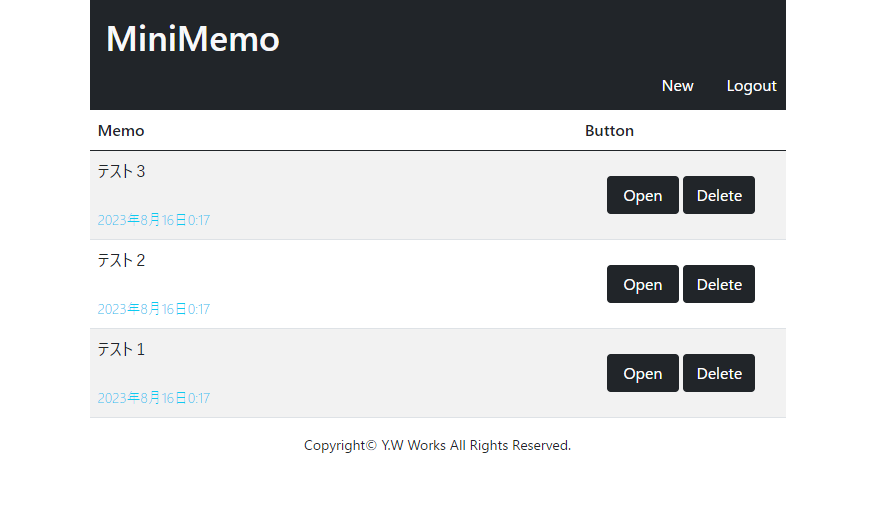 MiniMemo
New Logout
Memo Button
テスト3
Open Delete
2023年8月16日0:17
テスト2
Open Delete
2023年8月16日0:17
テスト1
Open Delete
2023年8月16日0:17
Copyright© Y.W Works All Rights Reserved.